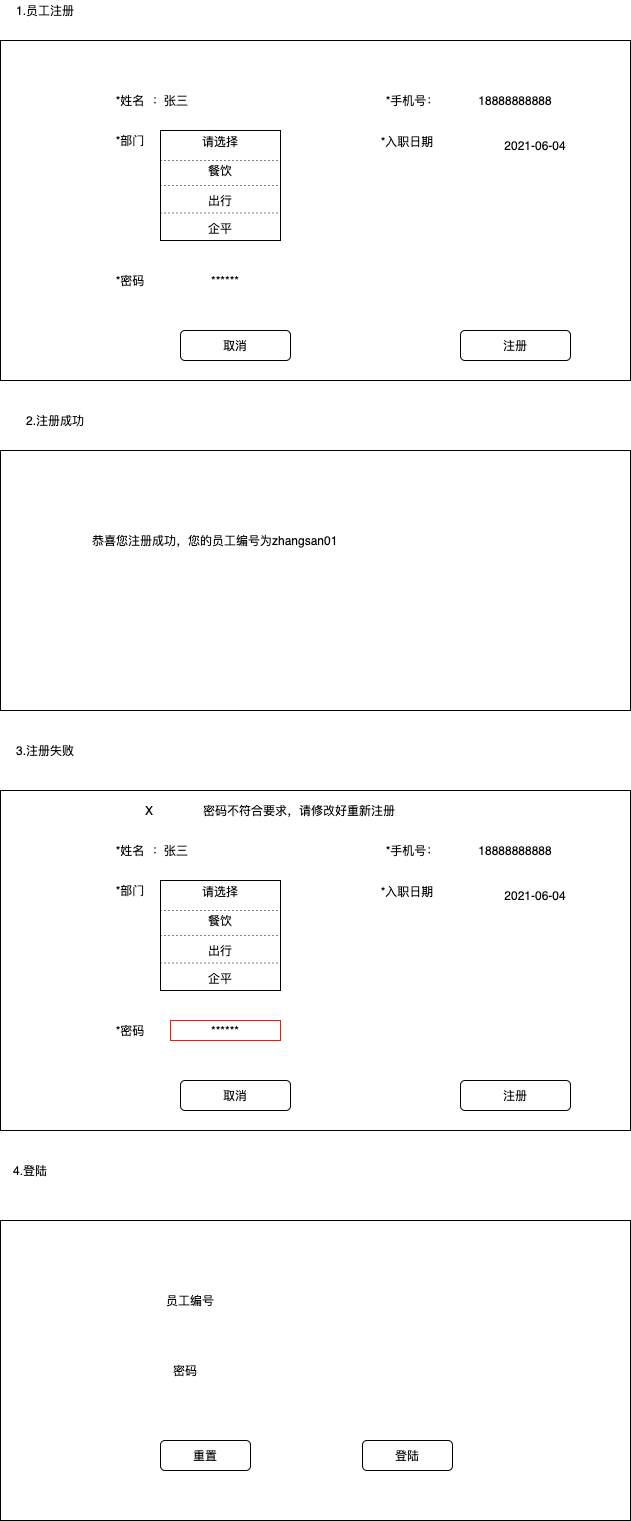 1.员工注册
*姓名 ：张三 *手机号： 18888888888
*部门 请选择 *入职日期 2021-06-04
餐饮
出行
企平
*密码 ******
取消 注册
2.注册成功
恭喜您注册成功，您的员工编号为zhangsan01
3.注册失败
X 密码不符合要求，请修改好重新注册
*姓名 ：张三 *手机号： 18888888888
*部门 请选择 *入职日期 2021-06-04
餐饮
出行
企平
*密码 ******
取消 注册
4.登陆
员工编号
密码
重置 登陆